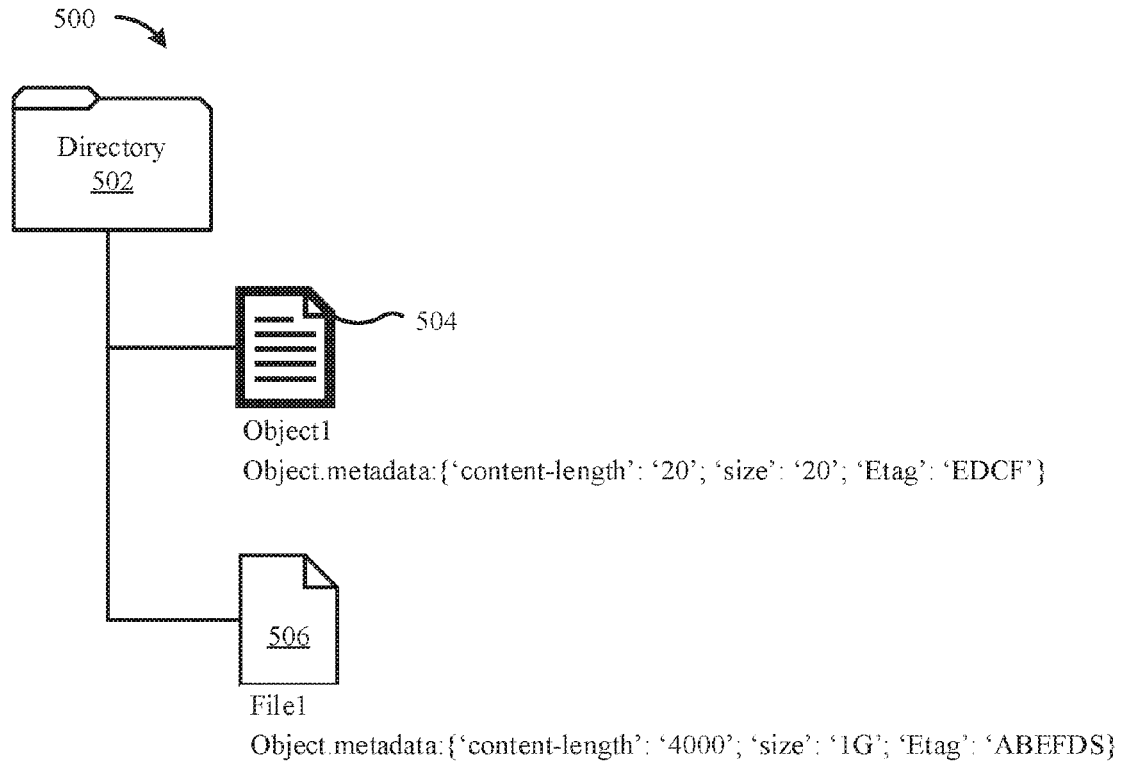 500
Directory
502
504
Object1
Object.metadata:{‘content-length’: ‘20’; ‘size’: ‘20’; ‘Etag’: ‘EDCF’}
506
File1
Object.metadata:{‘content-length’: ‘4000’; ‘size’: ‘1G’; ‘Etag’: ‘ABEFDS}